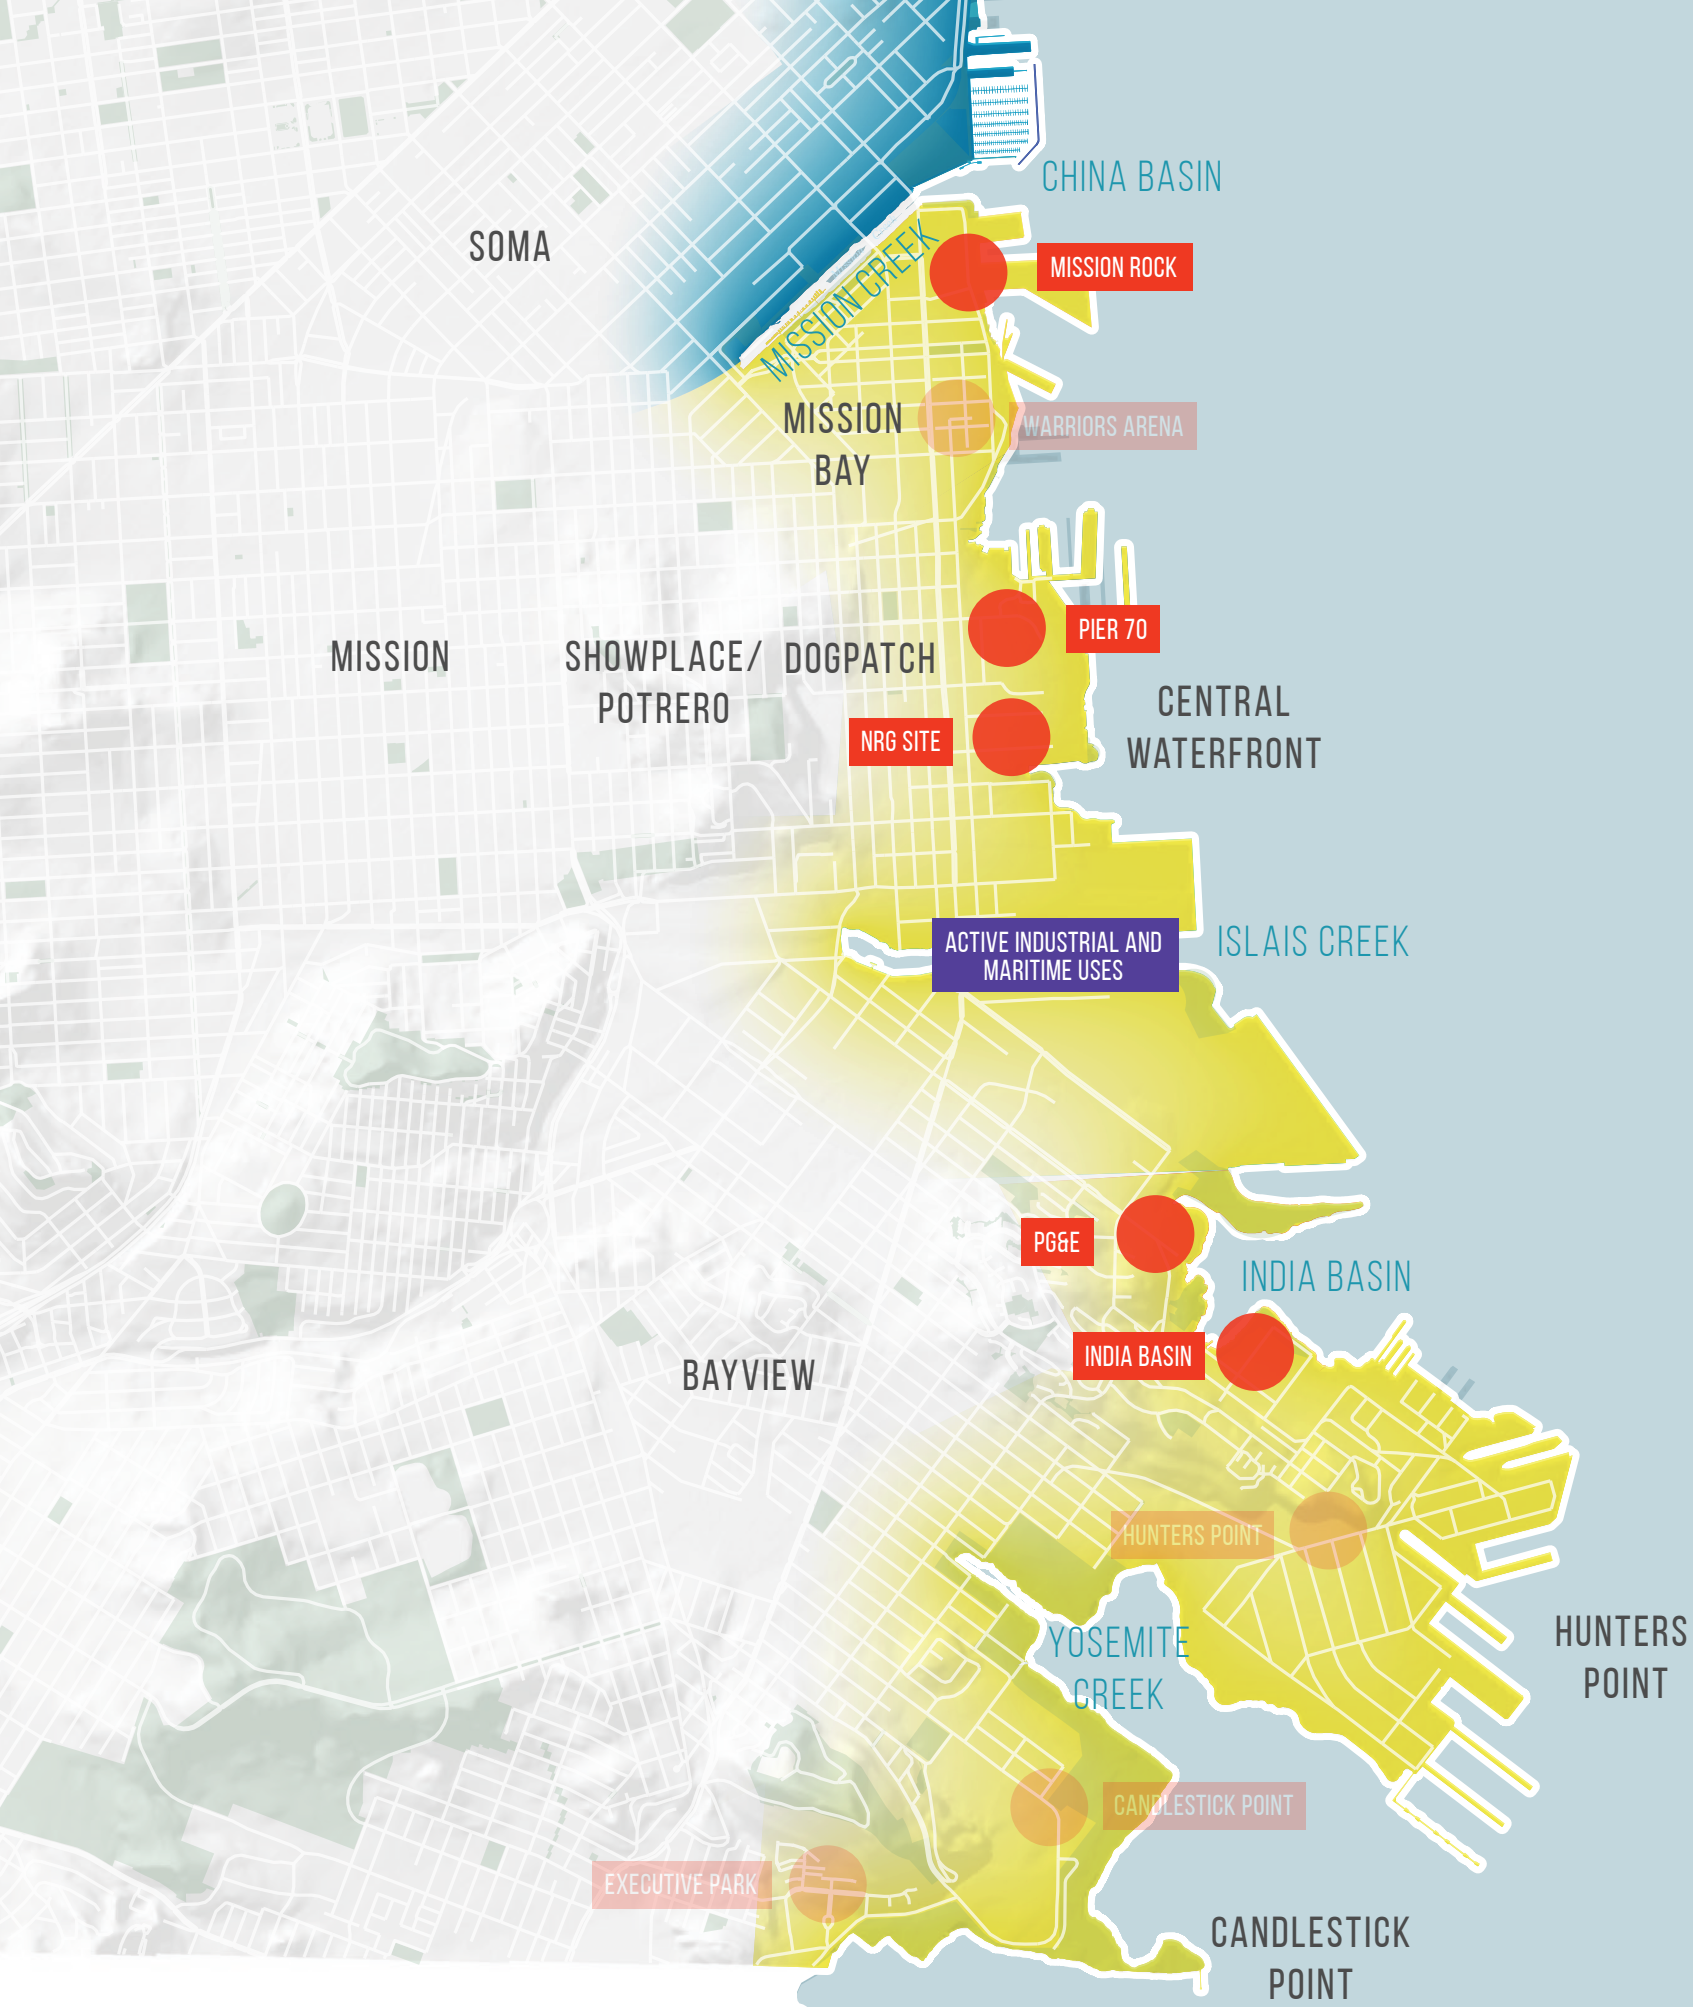 CHINA BASIN
SOMA
MISSION CREEK
MISSION ROCK
MISSION
BAY
WARRIORS ARENA
PIER 70
MISSION
SHOWPLACE/
POTRERO
DOGPATCH
CENTRAL
WATERFRONT
NRG SITE
ACTIVE INDUSTRIAL AND
MARITIME USES
ISLAIS CREEK
PG&E
INDIA BASIN
INDIA BASIN
BAYVIEW
HUNTERS POINT
YOSEMITE
CREEK
HUNTERS
POINT
CANDLESTICK POINT
EXECUTIVE PARK
CANDLESTICK
POINT